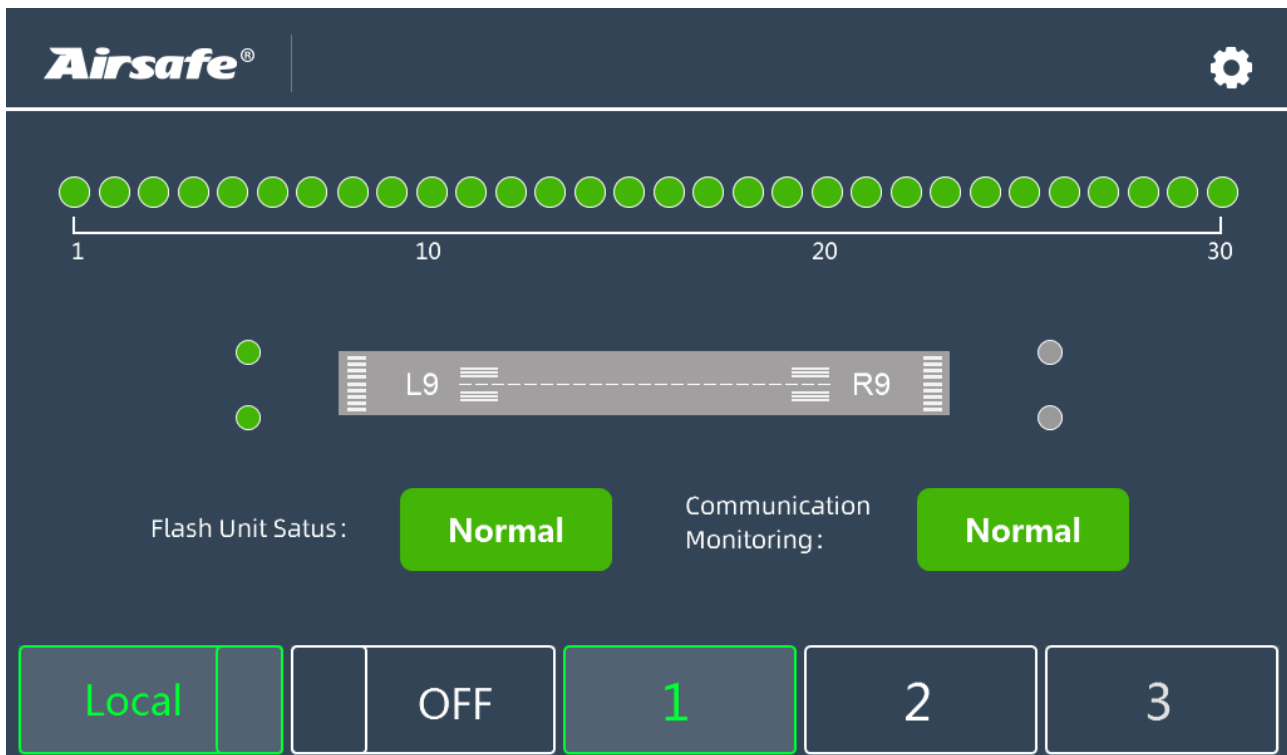 Airsafe®
1 10 20 30
L9 R9
Flash Unit Satus:
Normal
Communication
Monitoring:
Normal
Local OFF 1 2 3